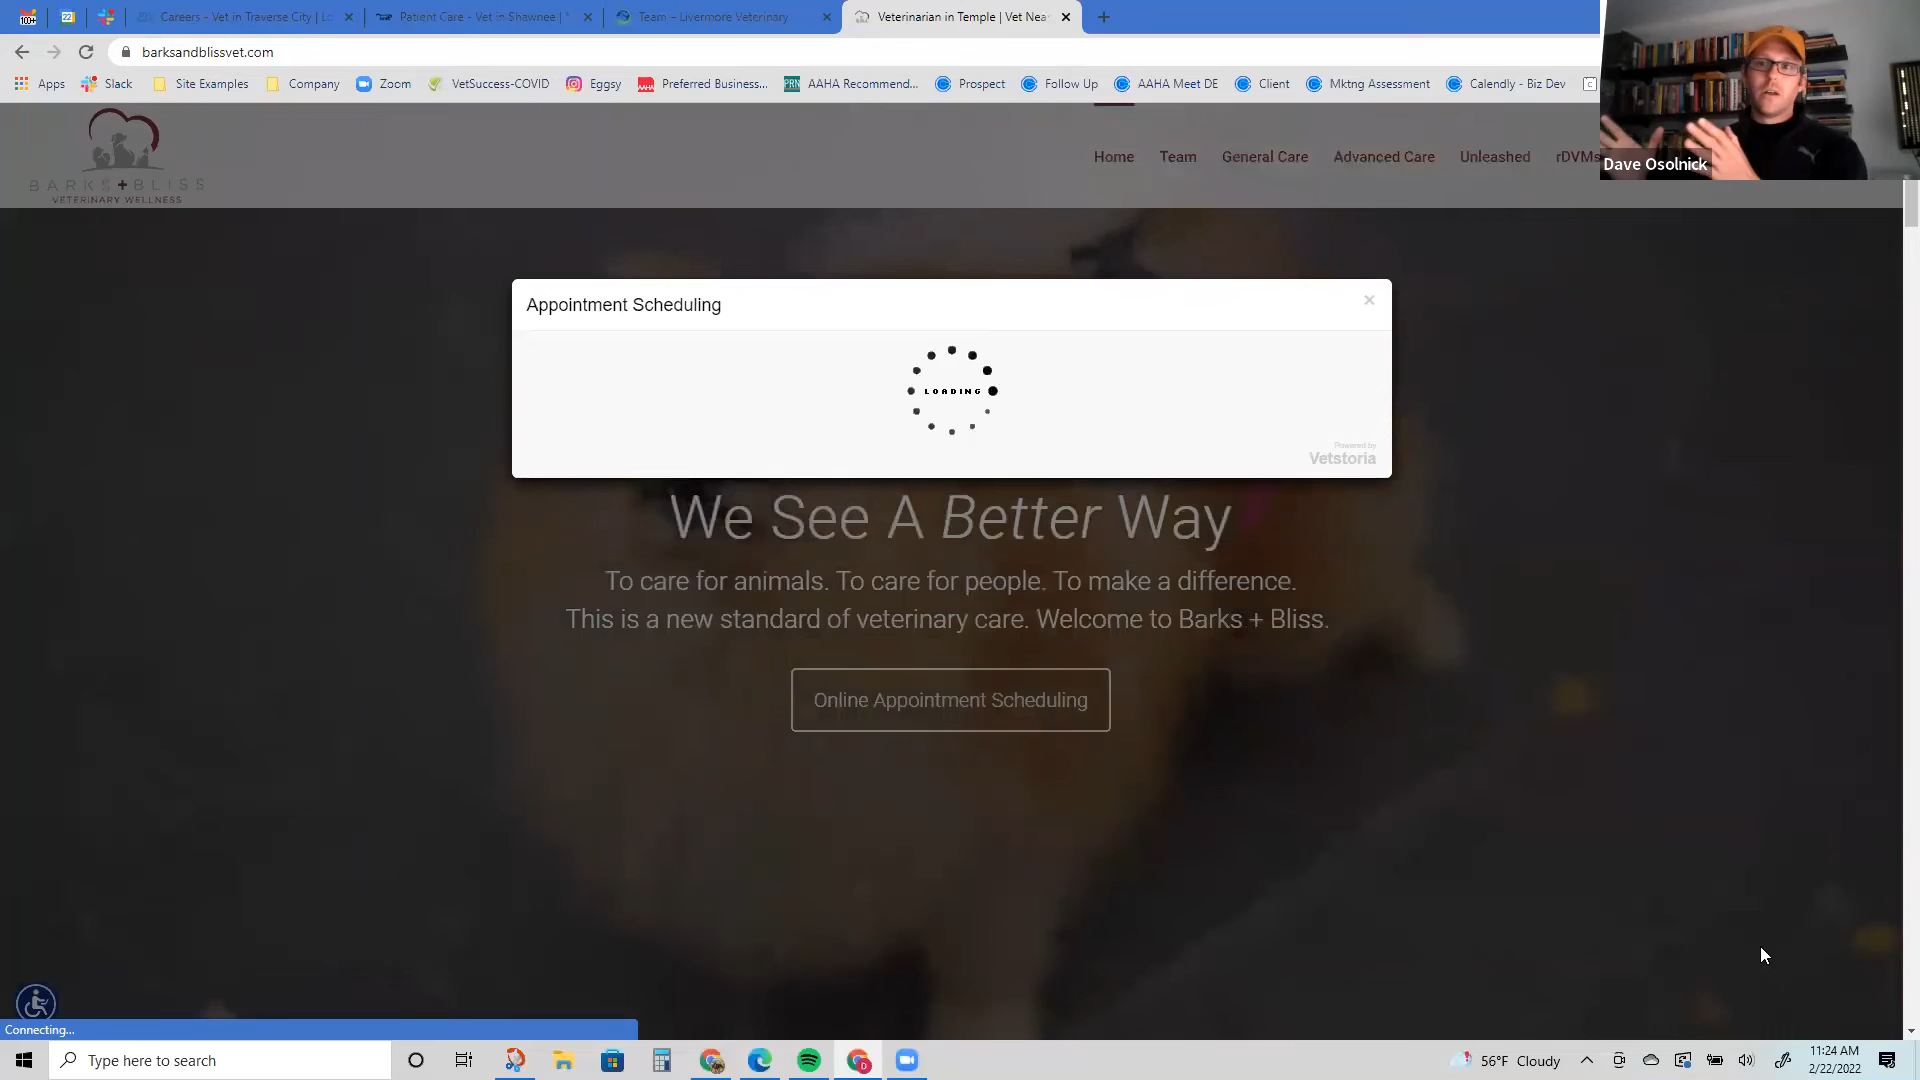 100+
22
Careers - Vet in Traverse City | Lo
Patient Care - Vet in Shawnee |
Team – Livermore Veterinary
Veterinarian in Temple | Vet Nea
barksandblissvet.com
Apps
Slack
Site Examples
Company
Zoom
VetSuccess-COVID
Eggsy
Preferred Business...
AAHA Recommend...
Prospect
Follow Up
AAHA Meet DE
Client
Mktng Assessment
Calendly - Biz Dev
BARKS+BLISS
VETERINARY WELLNESS
Home
Team
General Care
Advanced Care
Unleashed
rDVMs
Dave Osolnick
Appointment Scheduling
LOADING
Powered by
Vetstoria
We See A Better Way
To care for animals. To care for people. To make a difference.
This is a new standard of veterinary care. Welcome to Barks + Bliss.
Online Appointment Scheduling
Connecting...
Type here to search
56°F Cloudy
11:24 AM
2/22/2022